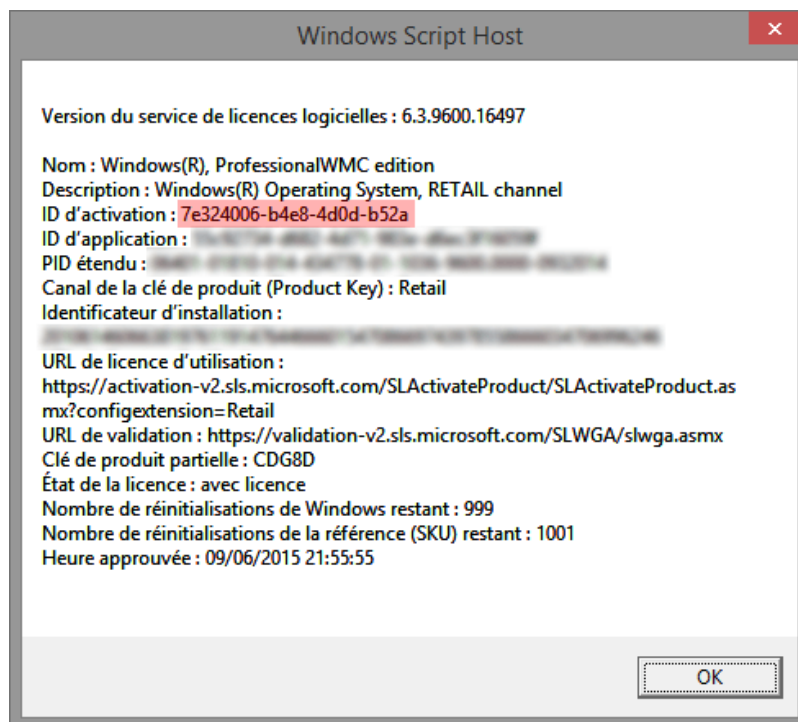 Windows Script Host
Version du service de licences logicielles : 6.3.9600.16497
Nom : Windows(R), ProfessionalWMC edition
Description : Windows(R) Operating System, RETAIL channel
ID d'activation : 7e324006-b4e8-4d0d-b52a
ID d'application :
PID étendu :
Canal de la clé de produit (Product Key) : Retail
Identificateur d'installation :
URL de licence d'utilisation :
https://activation-v2.sls.microsoft.com/SLActivateProduct/SLActivateProduct.as
mx?configextension=Retail
URL de validation : https://validation-v2.sls.microsoft.com/SLWGA/slwga.asmx
Clé de produit partielle : CDG8D
État de la licence : avec licence
Nombre de réinitialisations de Windows restant : 999
Nombre de réinitialisations de la référence (SKU) restant : 1001
Heure approuvée : 09/06/2015 21:55:55
OK